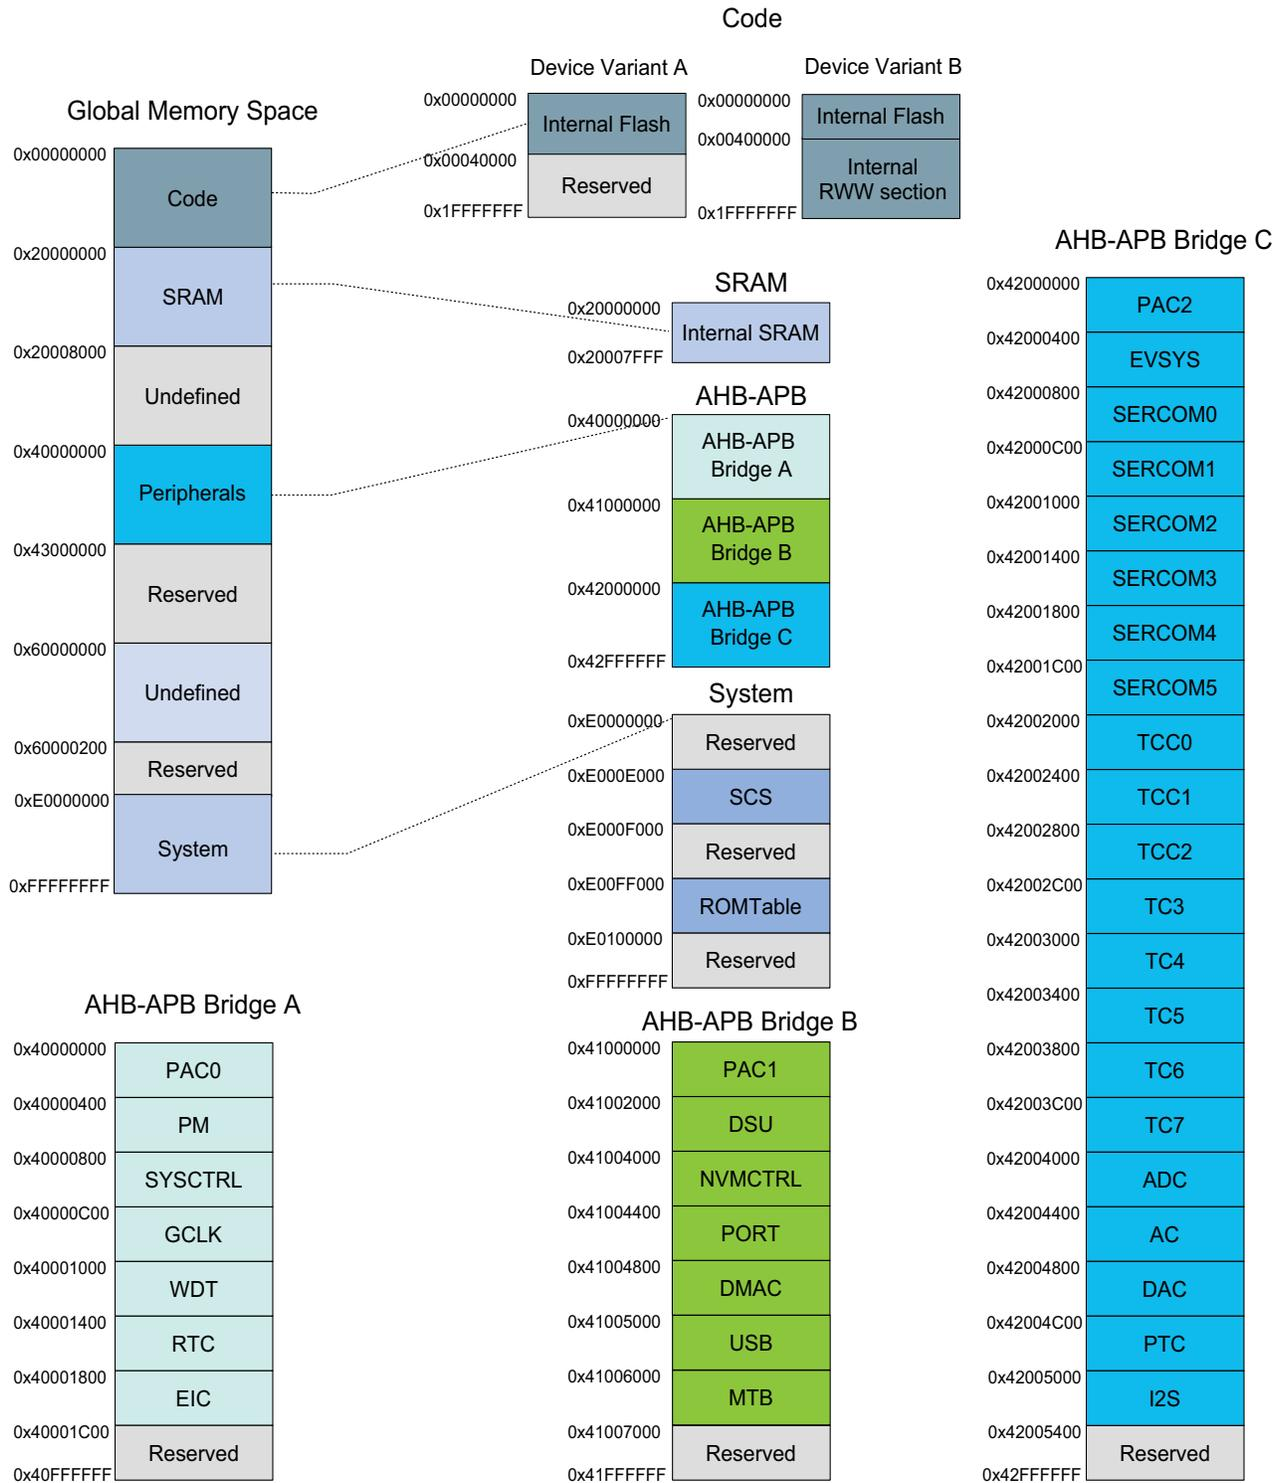 Code
Device Variant A
0x00000000
Internal Flash
0x00040000
Reserved
0x1FFFFFFF
Device Variant B
0x00000000
Internal Flash
0x00400000
Internal
RWW section
0x1FFFFFFF
Global Memory Space
0x00000000
Code
0x20000000
SRAM
0x20008000
Undefined
0x40000000
Peripherals
0x43000000
Reserved
0x60000000
Undefined
0x60000200
Reserved
0xE0000000
System
0xFFFFFFFF
SRAM
0x20000000
Internal SRAM
0x20007FFF
AHB-APB
0x40000000
AHB-APB
Bridge A
0x41000000
AHB-APB
Bridge B
0x42000000
AHB-APB
Bridge C
0x42FFFFFF
System
0xE0000000
Reserved
0xE000E000
SCS
0xE000F000
Reserved
0xE00FF000
ROMTable
0xE0100000
Reserved
0xFFFFFFFF
AHB-APB Bridge A
0x40000000
PAC0
0x40000400
PM
0x40000800
SYSCTRL
0x40000C00
GCLK
0x40001000
WDT
0x40001400
RTC
0x40001800
EIC
0x40001C00
Reserved
0x40FFFFFF
AHB-APB Bridge B
0x41000000
PAC1
0x41002000
DSU
0x41004000
NVMCTRL
0x41004400
PORT
0x41004800
DMAC
0x41005000
USB
0x41006000
MTB
0x41007000
Reserved
0x41FFFFFF
AHB-APB Bridge C
0x42000000
PAC2
0x42000400
EVSYS
0x42000800
SERCOM0
0x42000C00
SERCOM1
0x42001000
SERCOM2
0x42001400
SERCOM3
0x42001800
SERCOM4
0x42001C00
SERCOM5
0x42002000
TCC0
0x42002400
TCC1
0x42002800
TCC2
0x42002C00
TC3
0x42003000
TC4
0x42003400
TC5
0x42003800
TC6
0x42003C00
TC7
0x42004000
ADC
0x42004400
AC
0x42004800
DAC
0x42004C00
PTC
0x42005000
I2S
0x42005400
Reserved
0x42FFFFFF